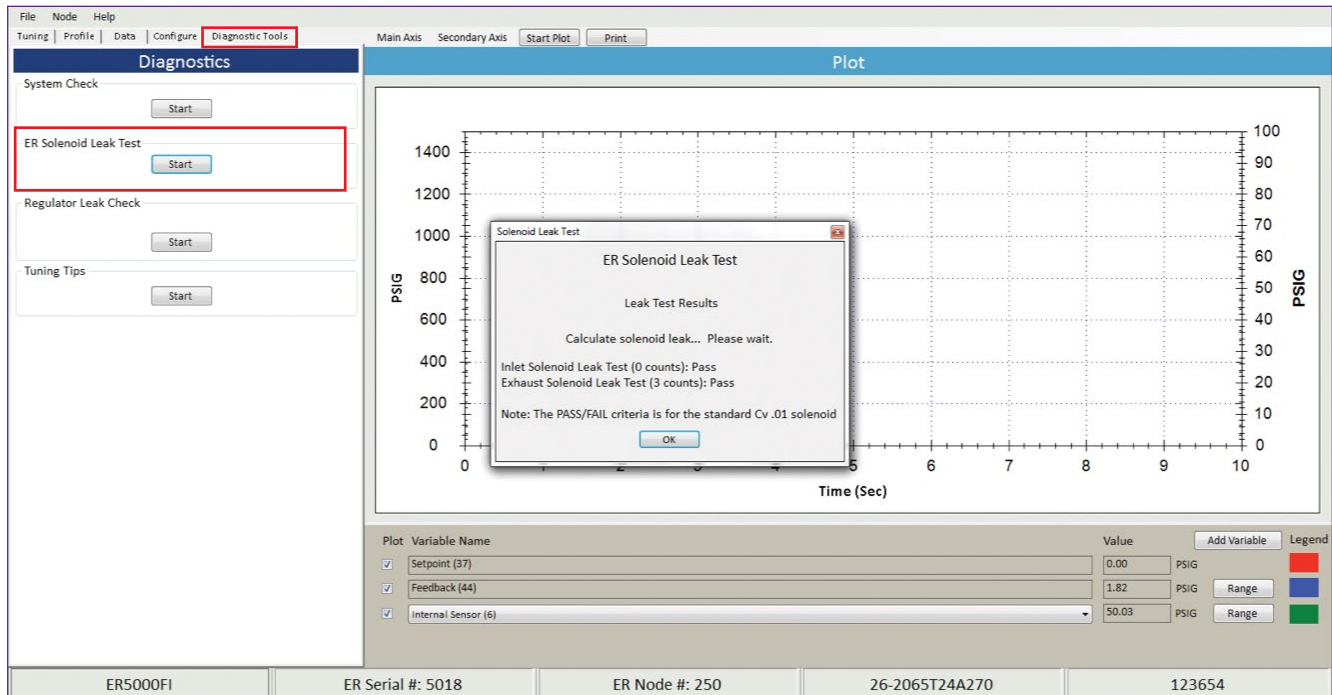 File Node Help
Tuning Profile Data Configure Diagnostic Tools
Main Axis Secondary Axis Start Plot Print
Diagnostics
System Check
Start
ER Solenoid Leak Test
Start
Regulator Leak Check
Start
Tuning Tips
Start
Plot
1400
1200
1000
800
600
400
200
0
PSIG
100
90
80
70
60
50
40
30
20
10
0
PSIG
Solenoid Leak Test
ER Solenoid Leak Test
Leak Test Results
Calculate solenoid leak... Please wait.
Inlet Solenoid Leak Test (0 counts): Pass
Exhaust Solenoid Leak Test (3 counts): Pass
Note: The PASS/FAIL criteria is for the standard Cv .01 solenoid
OK
0 5 6 7 8 9 10
Time (Sec)
Plot Variable Name Value Add Variable Legend
Setpoint (37) 0.00 PSIG
Feedback (44) 1.82 PSIG Range
Internal Sensor (6) 50.03 PSIG Range
ER5000FI ER Serial #: 5018 ER Node #: 250 26-2065T24A270 123654